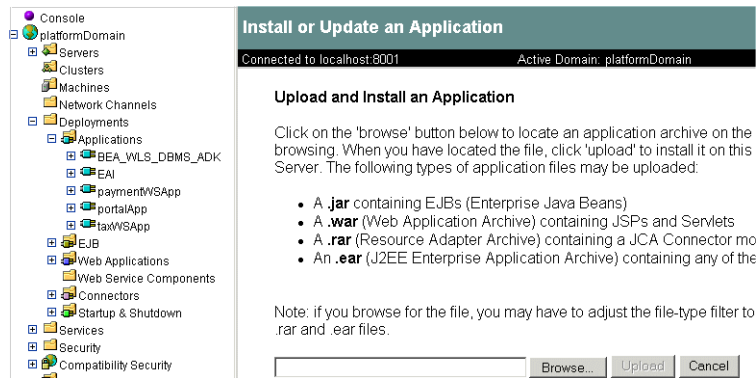 Console
platformDomain
Servers
Clusters
Machines
Network Channels
Deployments
Applications
BEA_WLS_DBMS_ADK
EAI
paymentWSApp
portalApp
taxWSApp
EJB
Web Applications
Web Service Components
Connectors
Startup & Shutdown
Services
Security
Compatibility Security
Install or Update an Application
Connected to localhost:8001 Active Domain: platformDomain
Upload and Install an Application
Click on the 'browse' button below to locate an application archive on the
browsing. When you have located the file, click 'upload' to install it on this
Server. The following types of application files may be uploaded:
• A .jar containing EJBs (Enterprise Java Beans)
• A .war (Web Application Archive) containing JSPs and Servlets
• A .rar (Resource Adapter Archive) containing a JCA Connector mo
• An .ear (J2EE Enterprise Application Archive) containing any of the
Note: if you browse for the file, you may have to adjust the file-type filter to
.rar and .ear files.
Browse... Upload Cancel